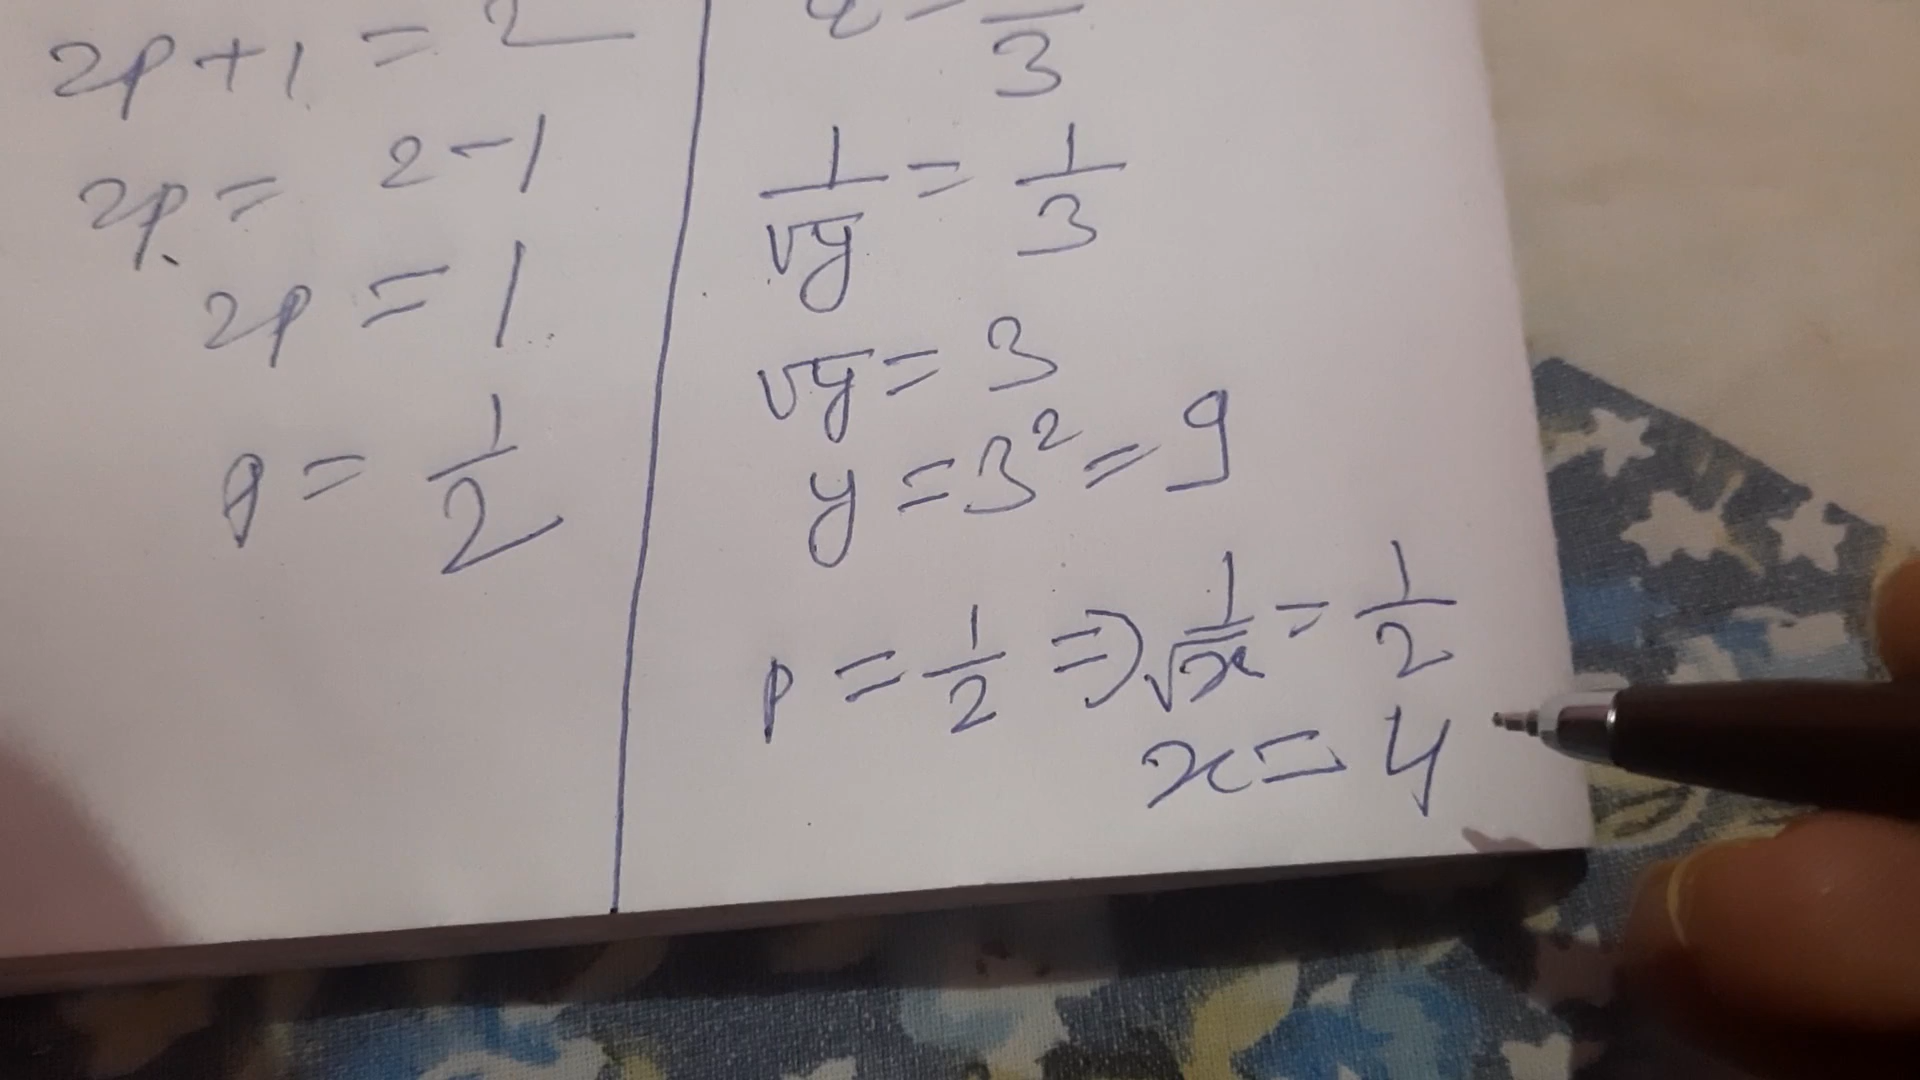 2p + 1 = 2
2p = 2 - 1
2p = 1
p = 1/2
3
1/√y = 1/3
√y = 3
y = 3² = 9
p = 1/2 ⇒ 1/√x = 1/2
x = 4